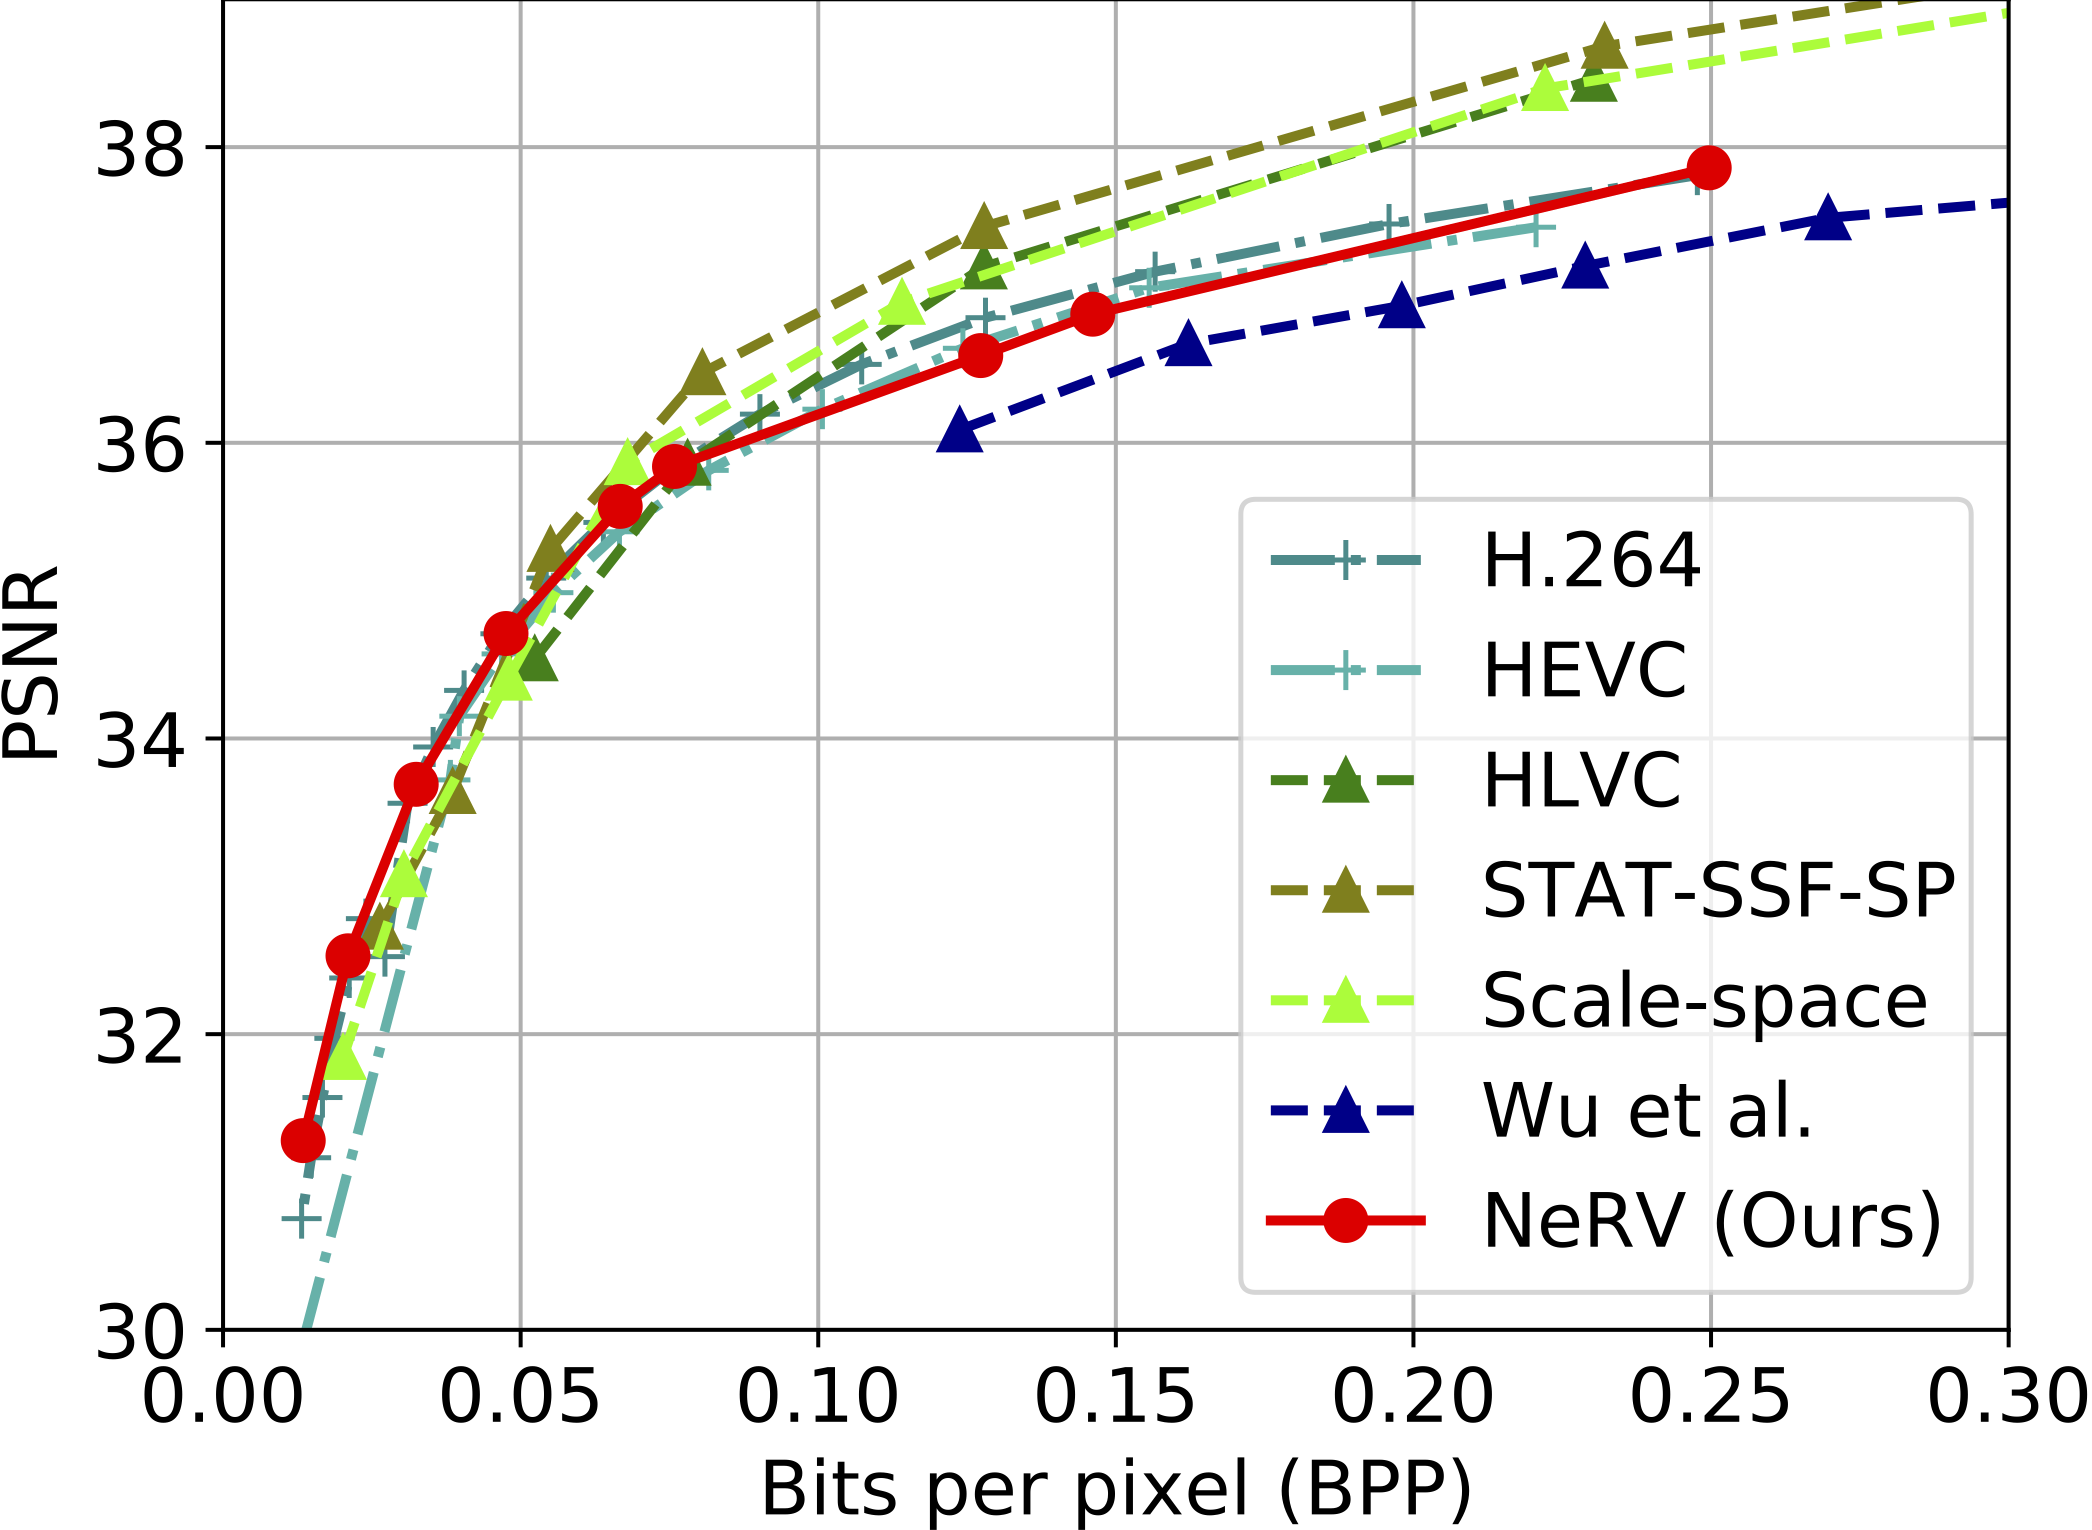 PSNR
38
36
34
32
30
0.00 0.05 0.10 0.15 0.20 0.25 0.30
Bits per pixel (BPP)
H.264
HEVC
HLVC
STAT-SSF-SP
Scale-space
Wu et al.
NeRV (Ours)